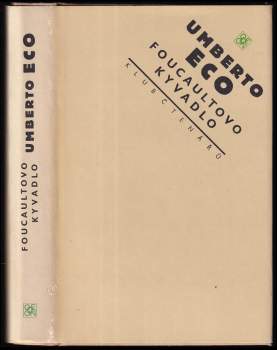 UMBERTO ECO
FOUCAULTOVO
KYVADLO
UMBERTO
ECO
FOUCAULTOVO
KYVADLO
KLUB ČTENÁŘŮ